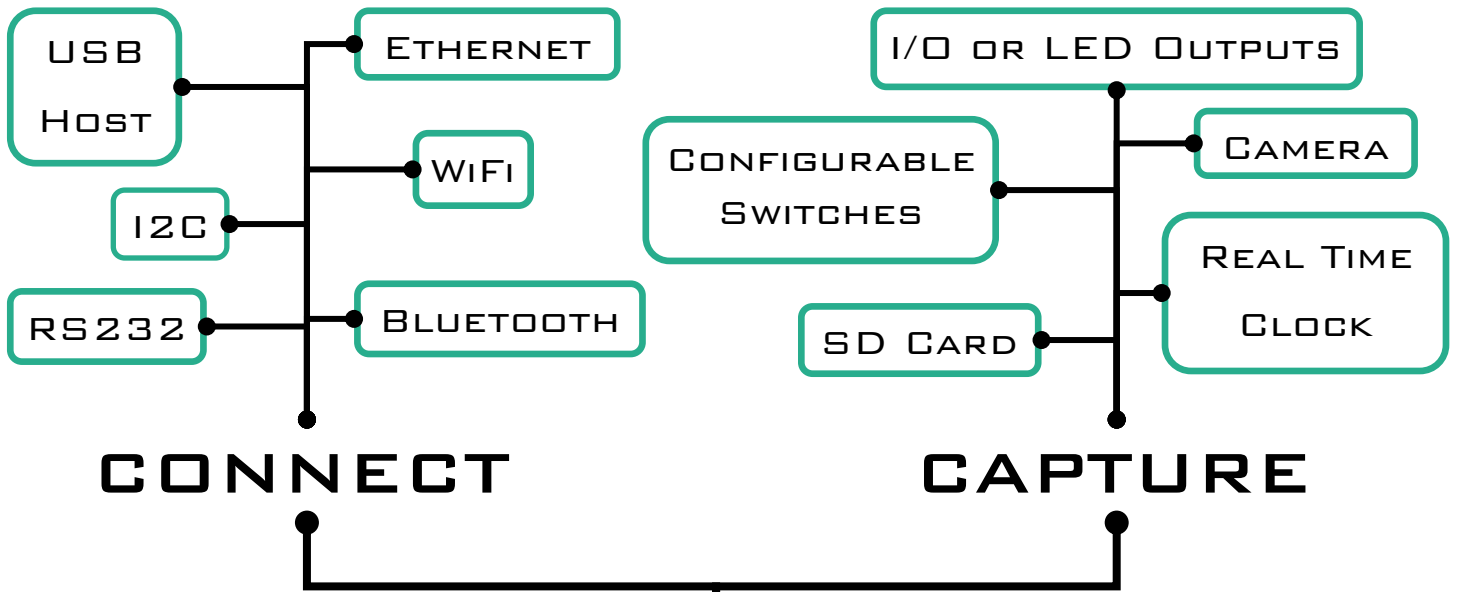 USB
Host
Ethernet
WiFi
I2C
RS232
Bluetooth
CONNECT
I/O or LED Outputs
Camera
Configurable
Switches
Real Time
Clock
SD Card
CAPTURE